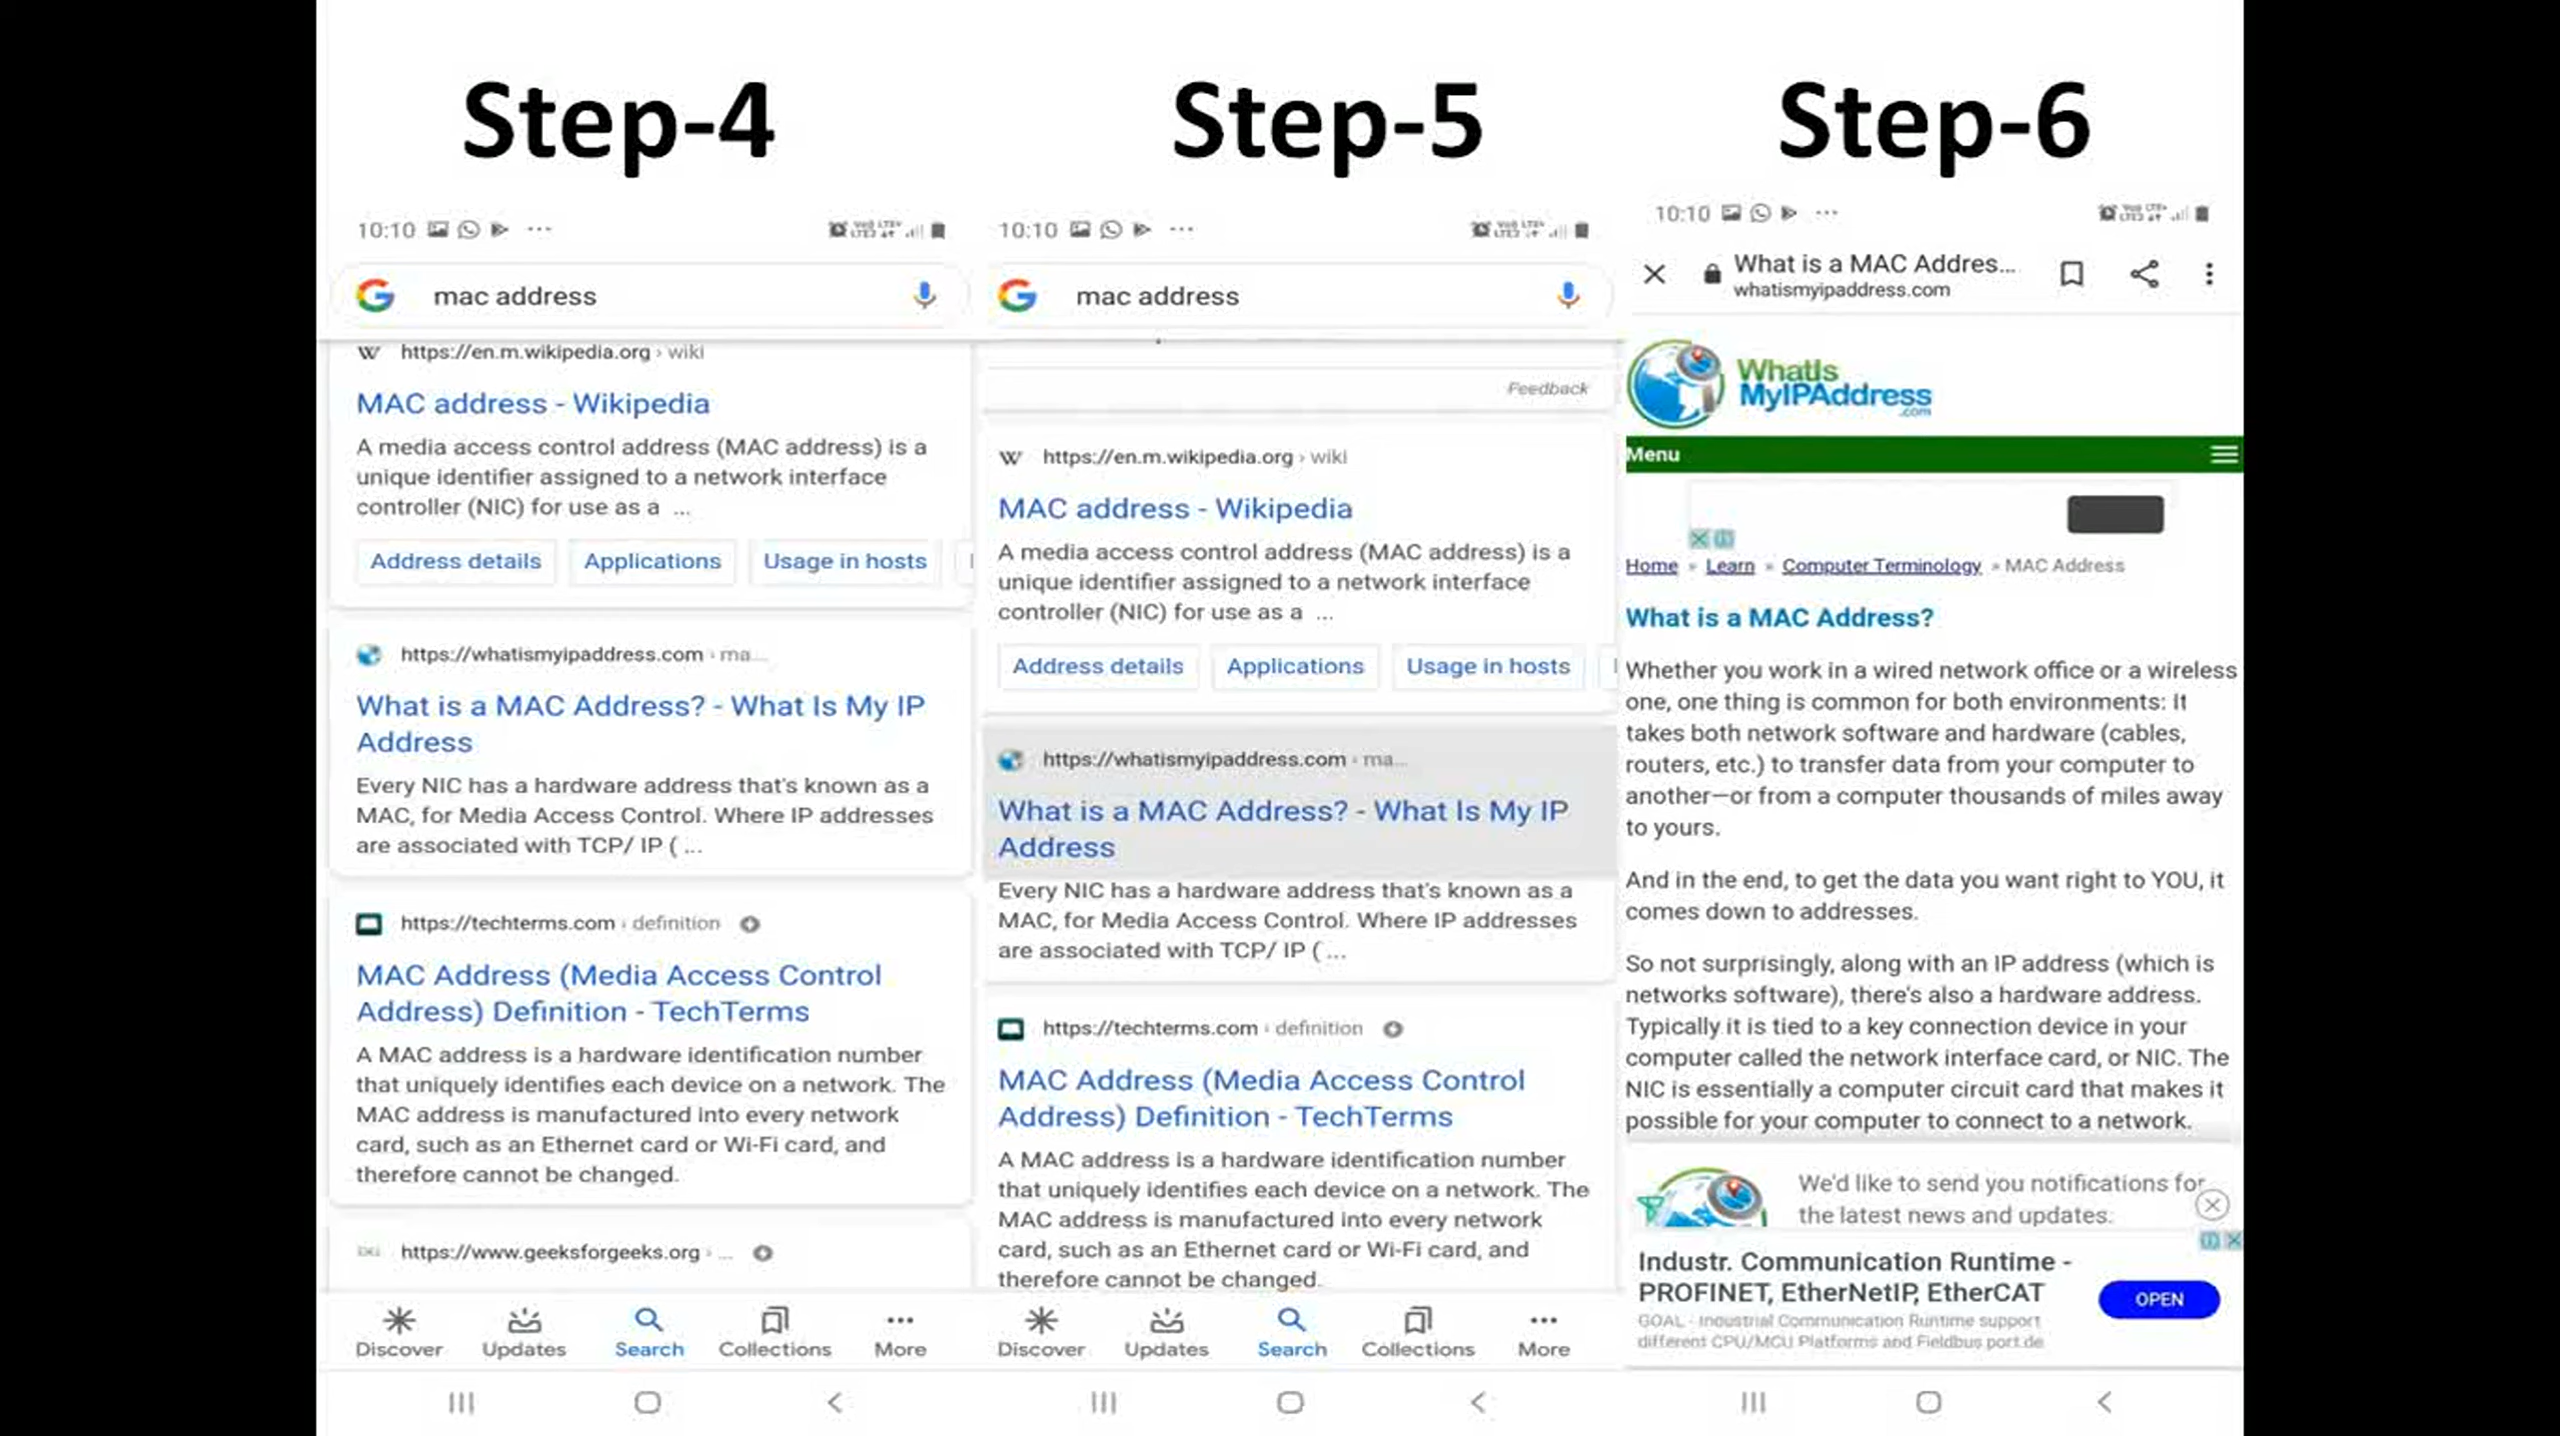 Step-4
10:10
mac address
https://en.m.wikipedia.org › wiki
MAC address - Wikipedia
A media access control address (MAC address) is a
unique identifier assigned to a network interface
controller (NIC) for use as a ...
Address details
Applications
Usage in hosts
https://whatismyipaddress.com › ma...
What is a MAC Address? - What Is My IP
Address
Every NIC has a hardware address that's known as a
MAC, for Media Access Control. Where IP addresses
are associated with TCP/ IP ( ...
https://techterms.com › definition
MAC Address (Media Access Control
Address) Definition - TechTerms
A MAC address is a hardware identification number
that uniquely identifies each device on a network. The
MAC address is manufactured into every network
card, such as an Ethernet card or Wi-Fi card, and
therefore cannot be changed.
https://www.geeksforgeeks.org › ...
Discover
Updates
Search
Collections
More
Step-5
10:10
mac address
Feedback
https://en.m.wikipedia.org › wiki
MAC address - Wikipedia
A media access control address (MAC address) is a
unique identifier assigned to a network interface
controller (NIC) for use as a ...
Address details
Applications
Usage in hosts
https://whatismyipaddress.com › ma...
What is a MAC Address? - What Is My IP
Address
Every NIC has a hardware address that's known as a
MAC, for Media Access Control. Where IP addresses
are associated with TCP/ IP ( ...
https://techterms.com › definition
MAC Address (Media Access Control
Address) Definition - TechTerms
A MAC address is a hardware identification number
that uniquely identifies each device on a network. The
MAC address is manufactured into every network
card, such as an Ethernet card or Wi-Fi card, and
therefore cannot be changed.
Discover
Updates
Search
Collections
More
Step-6
10:10
What is a MAC Addres...
whatismyipaddress.com
WhatIs
MyIPAddress
.com
Menu
Home » Learn » Computer Terminology » MAC Address
What is a MAC Address?
Whether you work in a wired network office or a wireless
one, one thing is common for both environments: It
takes both network software and hardware (cables,
routers, etc.) to transfer data from your computer to
another—or from a computer thousands of miles away
to yours.
And in the end, to get the data you want right to YOU, it
comes down to addresses.
So not surprisingly, along with an IP address (which is
networks software), there's also a hardware address.
Typically it is tied to a key connection device in your
computer called the network interface card, or NIC. The
NIC is essentially a computer circuit card that makes it
possible for your computer to connect to a network.
We'd like to send you notifications for
the latest news and updates.
Industr. Communication Runtime -
PROFINET, EtherNetIP, EtherCAT
OPEN
GOAL - Industrial Communication Runtime support
different CPU/MCU Platforms and Fieldbus port.de